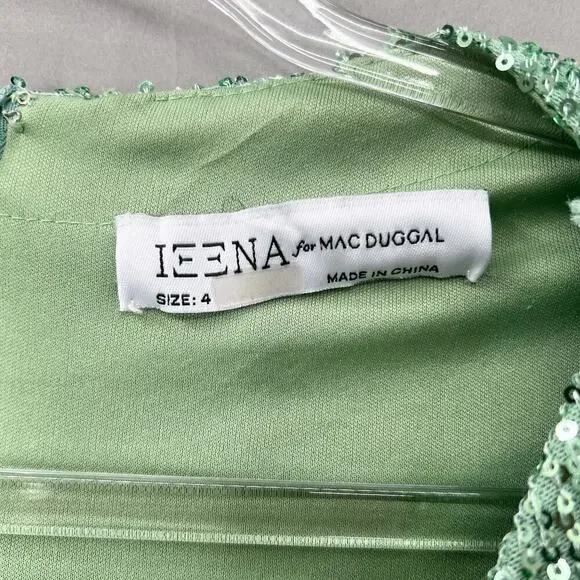 IEENA for MAC DUGGAL
SIZE: 4 MADE IN CHINA